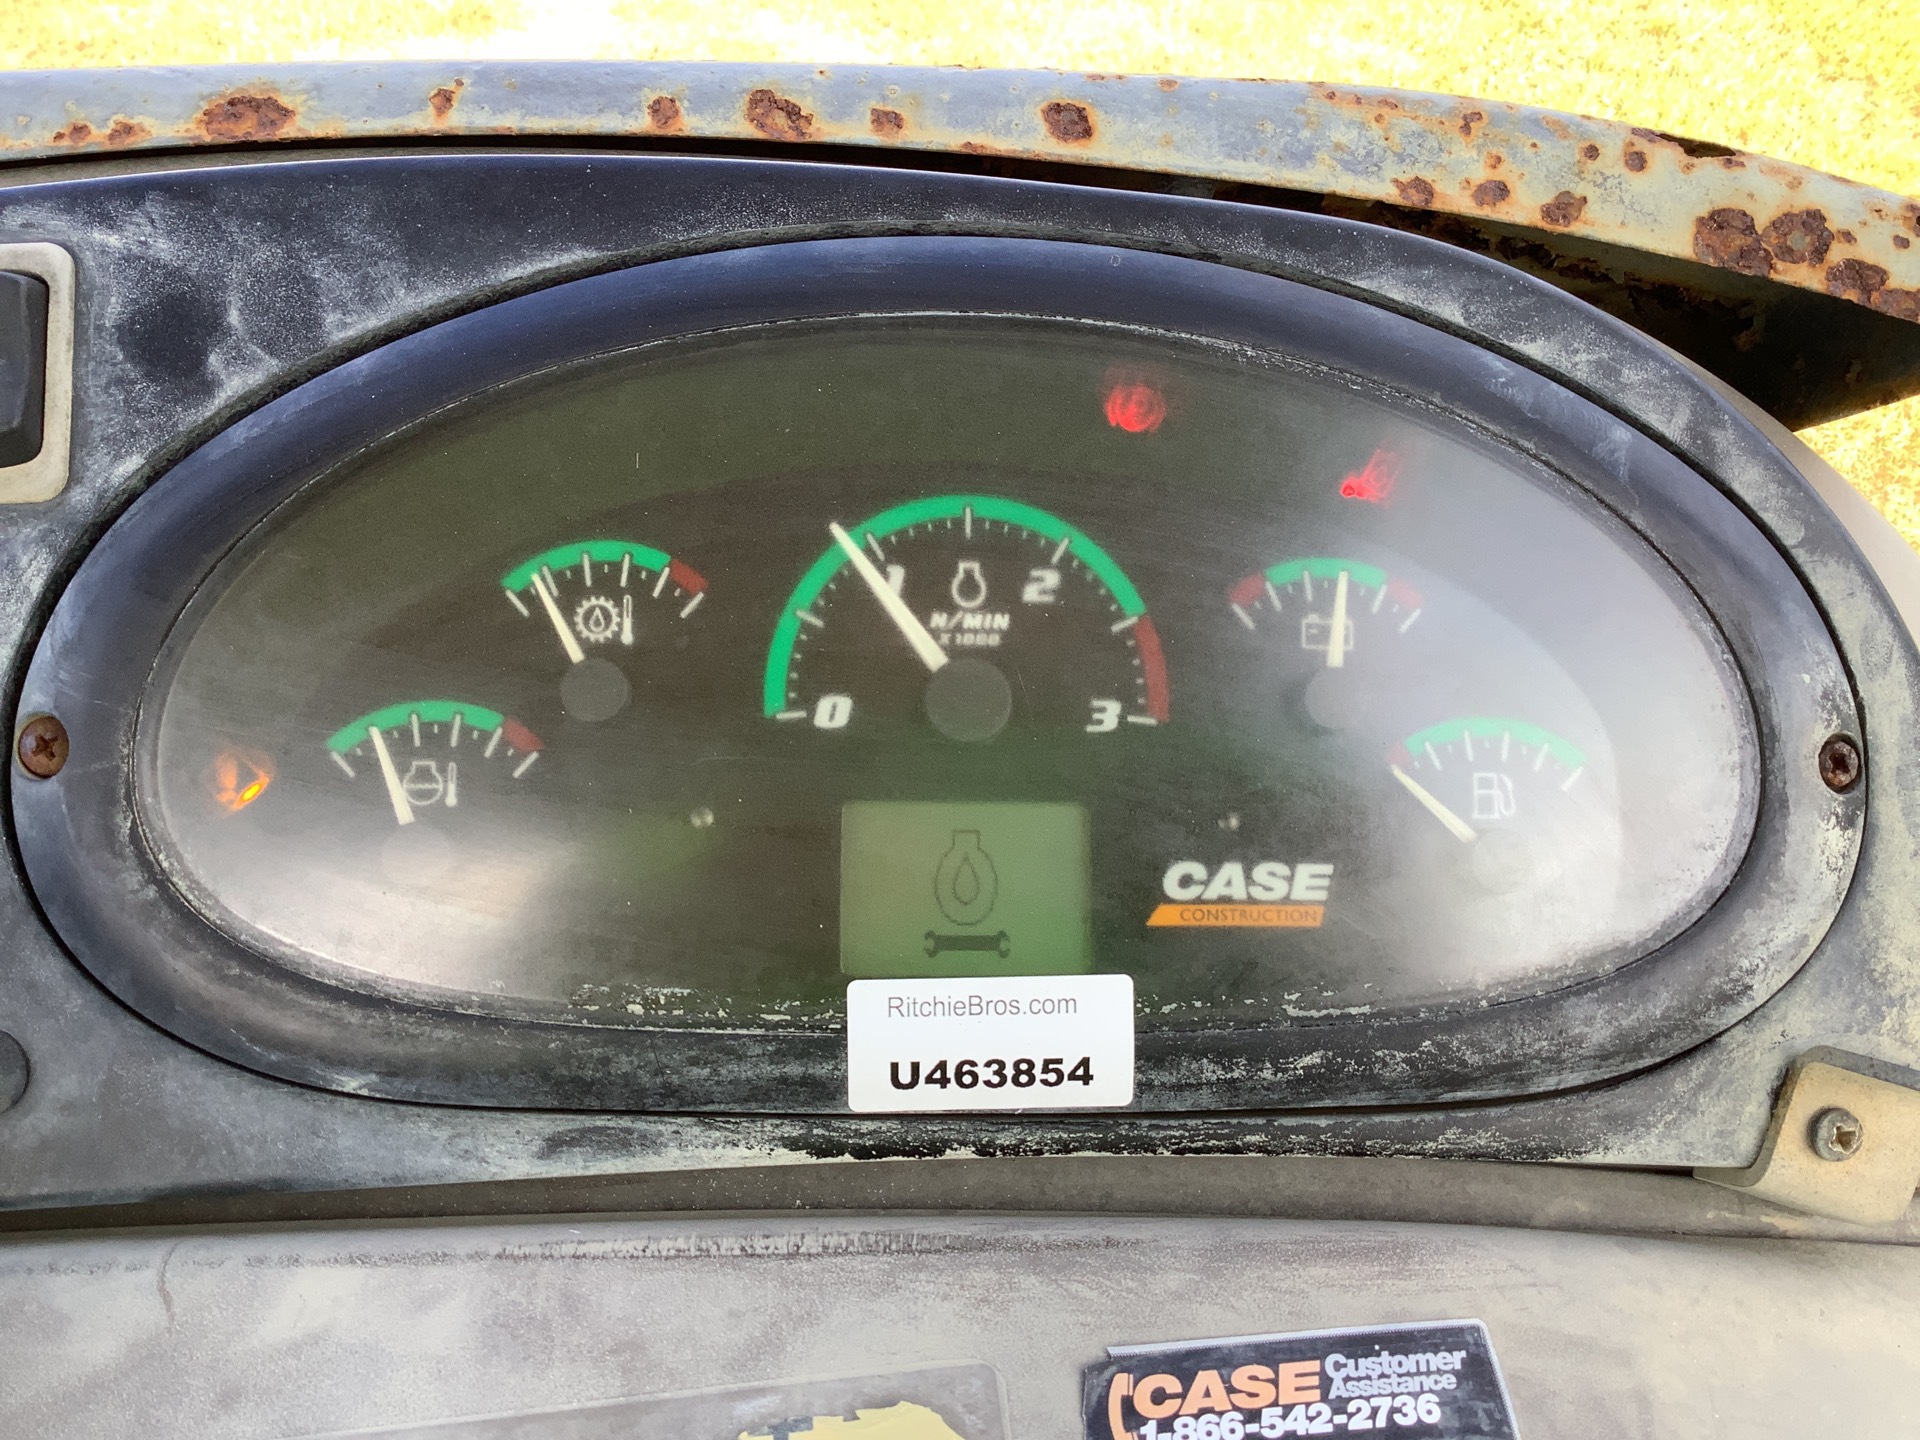 1
2
N/MIN
X1000
0
3
CASE
CONSTRUCTION
RitchieBros.com
U463854
CASE Customer
Assistance
1-866-542-2736